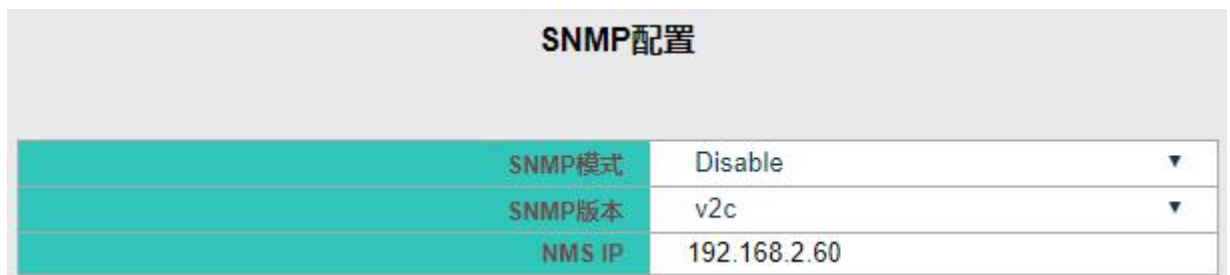 SNMP配置
SNMP模式 Disable
SNMP版本 v2c
NMS IP 192.168.2.60